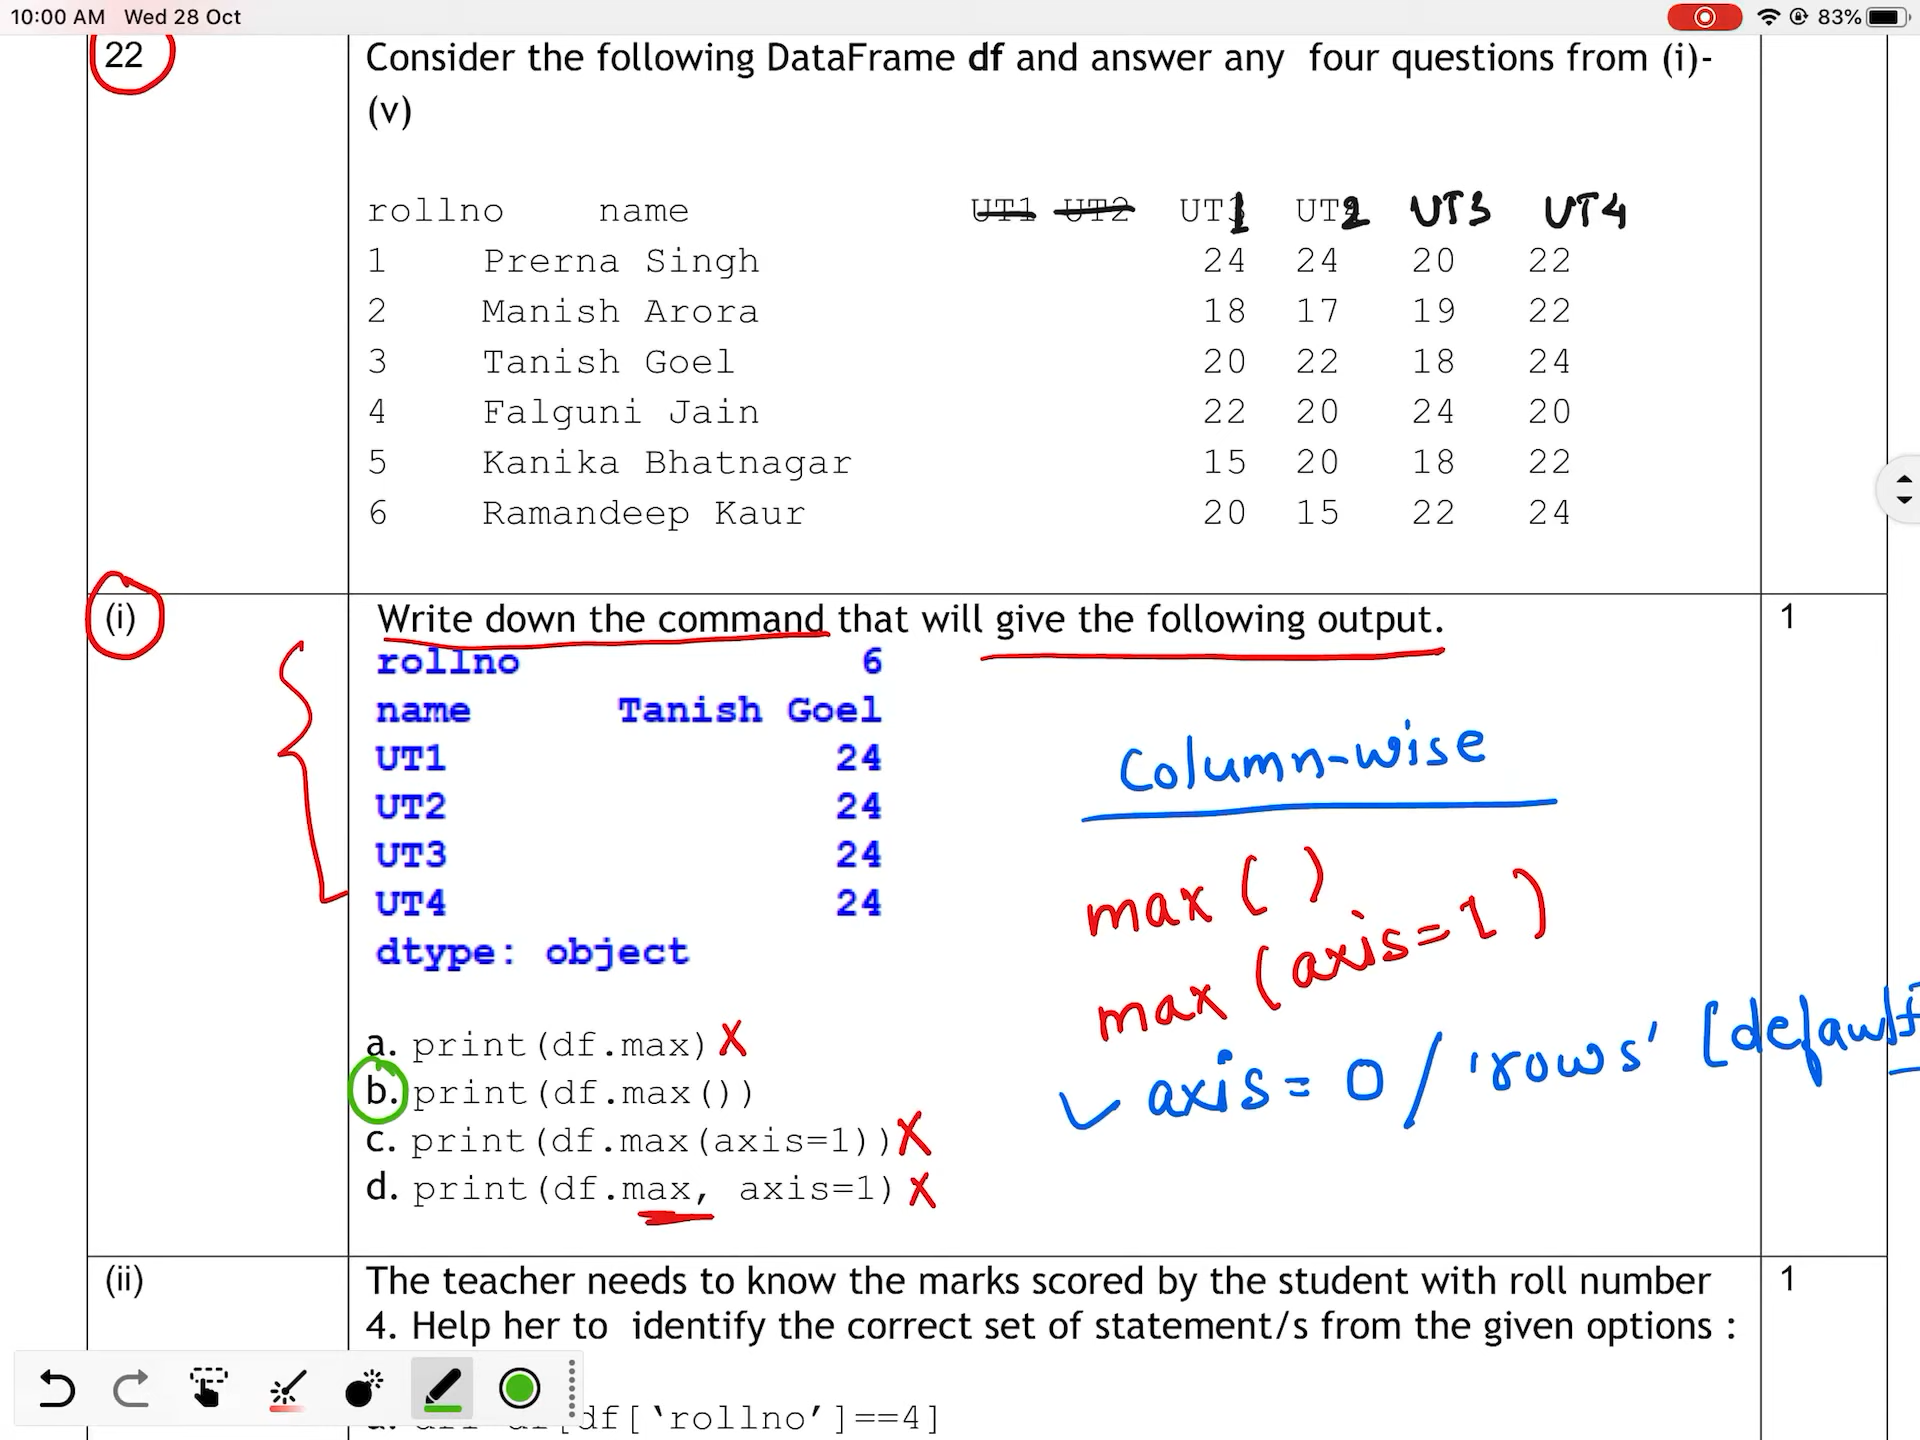 10:00 AM Wed 28 Oct 83%
22 Consider the following DataFrame df and answer any four questions from (i)-
(v)
rollno name UT1 UT2 UT1 UT2 UT3 UT4
1 Prerna Singh 24 24 20 22
2 Manish Arora 18 17 19 22
3 Tanish Goel 20 22 18 24
4 Falguni Jain 22 20 24 20
5 Kanika Bhatnagar 15 20 18 22
6 Ramandeep Kaur 20 15 22 24
(i) Write down the command that will give the following output. 1
rollno 6
name Tanish Goel
UT1 24
UT2 24
UT3 24
UT4 24
dtype: object
Column-wise
max ( )
max (axis=1)
axis = 0 / 'rows' [default
a. print(df.max) X
b. print(df.max())
c. print(df.max(axis=1)) X
d. print(df.max, axis=1) X
(ii) The teacher needs to know the marks scored by the student with roll number 1
4. Help her to identify the correct set of statement/s from the given options :
df[‘rollno’]==4]